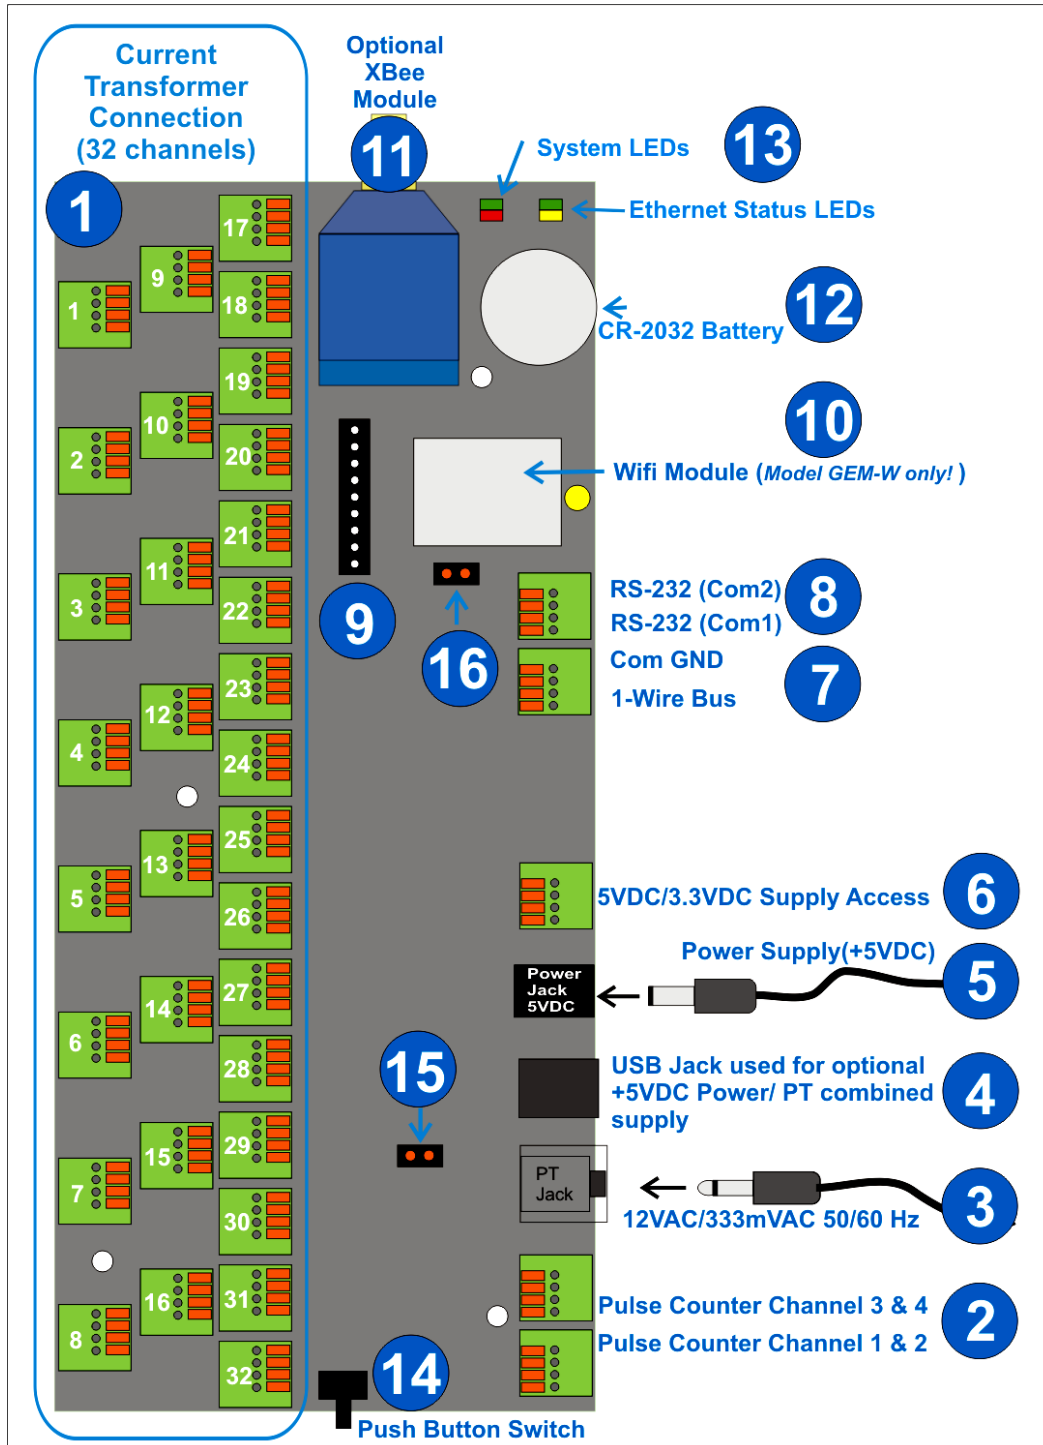 Current
Transformer
Connection
(32 channels)
Optional
XBee
Module
11
System LEDs
13
Ethernet Status LEDs
1
17
9
18
1
CR-2032 Battery
12
19
10
20
2
10
Wifi Module (Model GEM-W only! )
21
11
22
3
9
16
RS-232 (Com2)
RS-232 (Com1)
8
Com GND
1-Wire Bus
7
23
12
24
4
25
13
26
5
5VDC/3.3VDC Supply Access
6
Power Supply(+5VDC)
5
Power
Jack
5VDC
27
14
28
6
15
USB Jack used for optional
+5VDC Power/ PT combined
supply
4
29
15
30
7
PT
Jack
12VAC/333mVAC 50/60 Hz
3
31
16
32
8
Pulse Counter Channel 3 & 4
Pulse Counter Channel 1 & 2
2
14
Push Button Switch